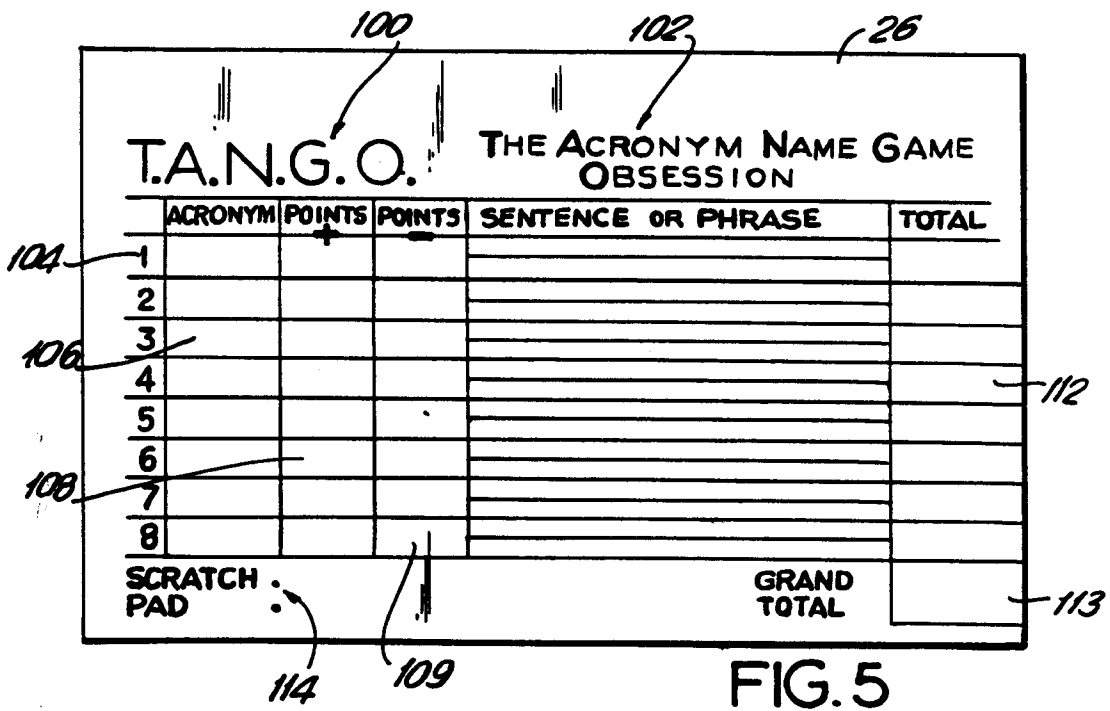 100
102
26
T.A.N.G.O.
THE ACRONYM NAME GAME
OBSESSION
ACRONYM POINTS + POINTS - SENTENCE OR PHRASE TOTAL
104 1
2
106 3
4 112
5
6
108 7
8
SCRATCH :
PAD
GRAND
TOTAL
113
114
109
FIG. 5